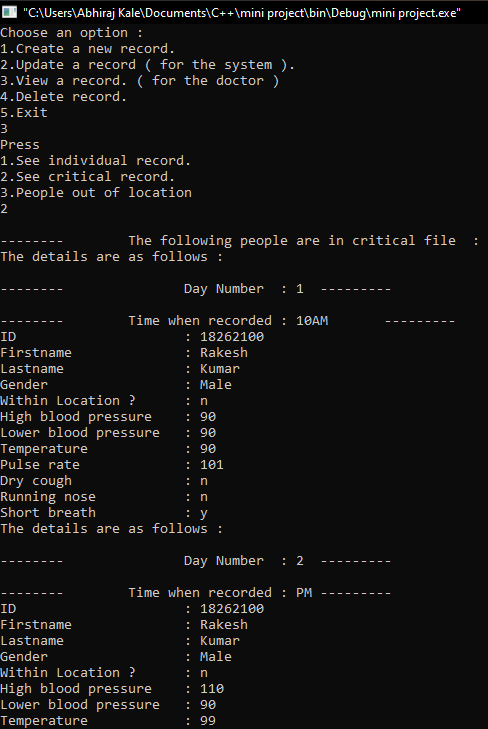 "C:\Users\Abhiraj Kale\Documents\C++\mini project\bin\Debug\mini project.exe"
Choose an option :
1.Create a new record.
2.Update a record ( for the system ).
3.View a record. ( for the doctor )
4.Delete record.
5.Exit
3
Press
1.See individual record.
2.See critical record.
3.People out of location
2
-------- The following people are in critical file :
The details are as follows :
-------- Day Number : 1 ---------
-------- Time when recorded : 10AM ---------
ID : 18262100
Firstname : Rakesh
Lastname : Kumar
Gender : Male
Within Location ? : n
High blood pressure : 90
Lower blood pressure : 90
Temperature : 90
Pulse rate : 101
Dry cough : n
Running nose : n
Short breath : y
The details are as follows :
-------- Day Number : 2 ---------
-------- Time when recorded : PM ---------
ID : 18262100
Firstname : Rakesh
Lastname : Kumar
Gender : Male
Within Location ? : n
High blood pressure : 110
Lower blood pressure : 90
Temperature : 99